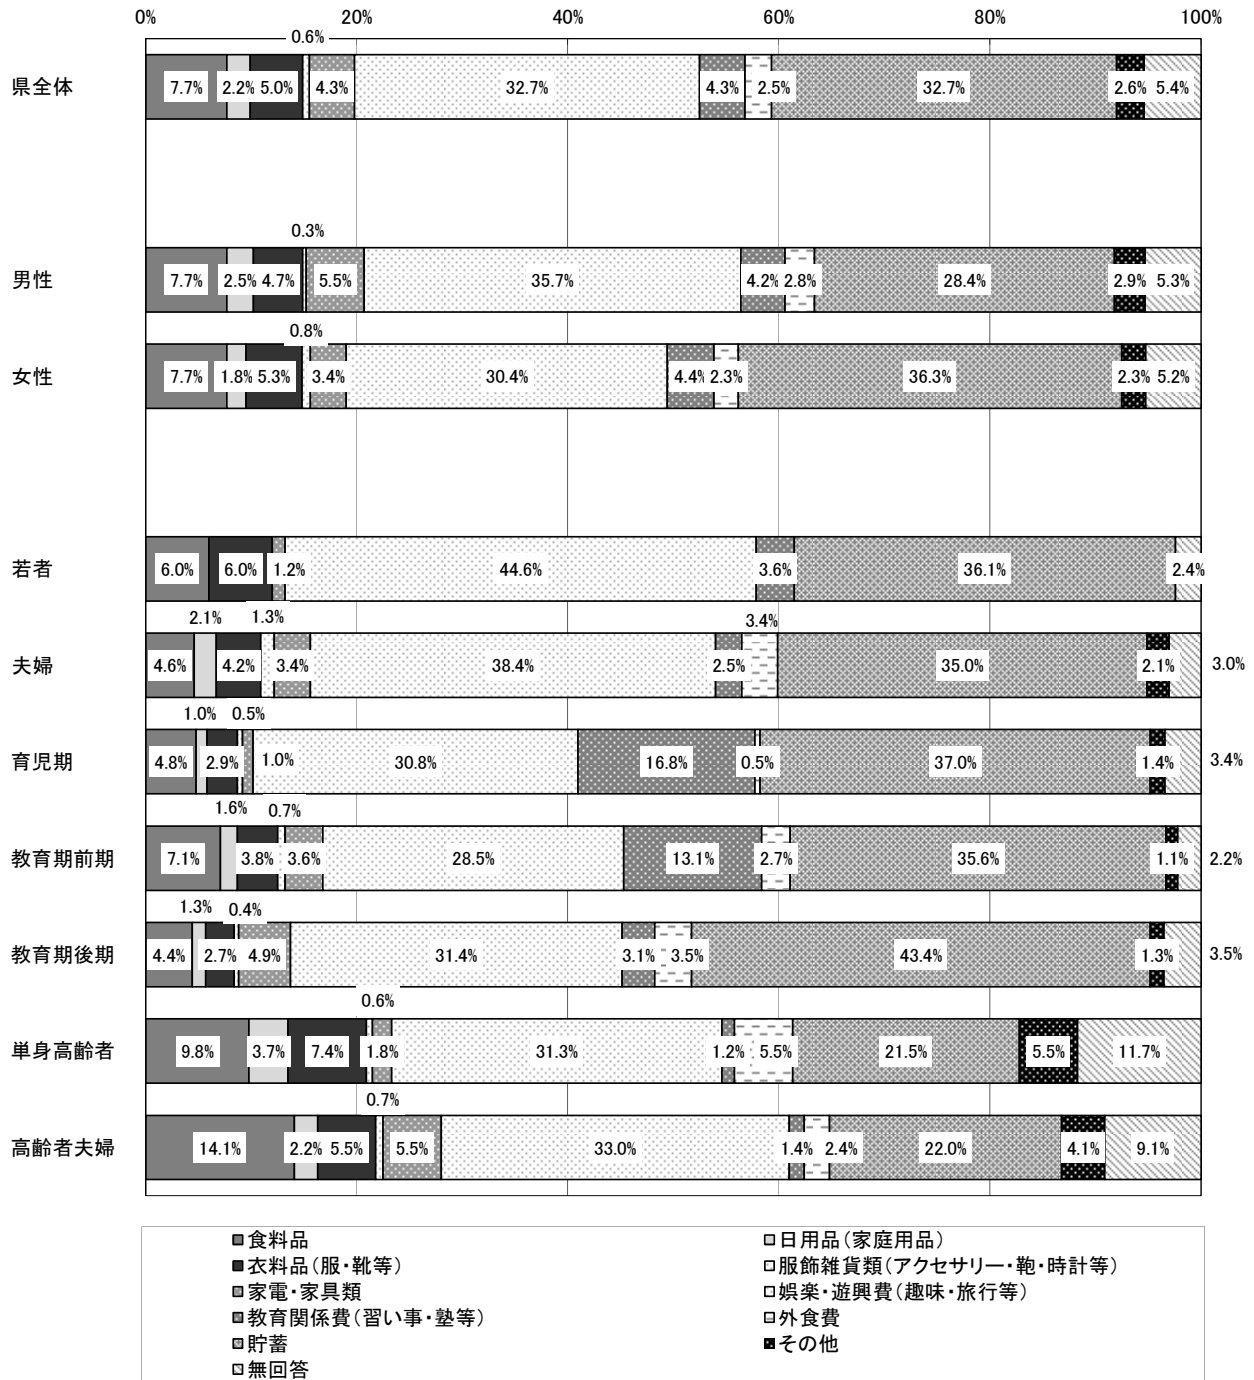 0% 20% 40% 60% 80% 100%
0.6%
県全体 7.7% 2.2% 5.0% 4.3% 32.7% 4.3% 2.5% 32.7% 2.6% 5.4%
0.3%
男性 7.7% 2.5% 4.7% 5.5% 35.7% 4.2% 2.8% 28.4% 2.9% 5.3%
0.8%
女性 7.7% 1.8% 5.3% 3.4% 30.4% 4.4% 2.3% 36.3% 2.3% 5.2%
若者 6.0% 6.0% 1.2% 44.6% 3.6% 36.1% 2.4%
2.1% 1.3% 3.4%
夫婦 4.6% 4.2% 3.4% 38.4% 2.5% 35.0% 2.1% 3.0%
1.0% 0.5%
育児期 4.8% 2.9% 1.0% 30.8% 16.8% 0.5% 37.0% 1.4% 3.4%
1.6% 0.7%
教育期前期 7.1% 3.8% 3.6% 28.5% 13.1% 2.7% 35.6% 1.1% 2.2%
1.3% 0.4%
教育期後期 4.4% 2.7% 4.9% 31.4% 3.1% 3.5% 43.4% 1.3% 3.5%
0.6%
単身高齢者 9.8% 3.7% 7.4% 1.8% 31.3% 1.2% 5.5% 21.5% 5.5% 11.7%
0.7%
高齢者夫婦 14.1% 2.2% 5.5% 5.5% 33.0% 1.4% 2.4% 22.0% 4.1% 9.1%
食料品 日用品(家庭用品)
衣料品(服・靴等) 服飾雑貨類(アクセサリー・鞄・時計等)
家電・家具類 娯楽・遊興費(趣味・旅行等)
教育関係費(習い事・塾等) 外食費
貯蓄 その他
無回答